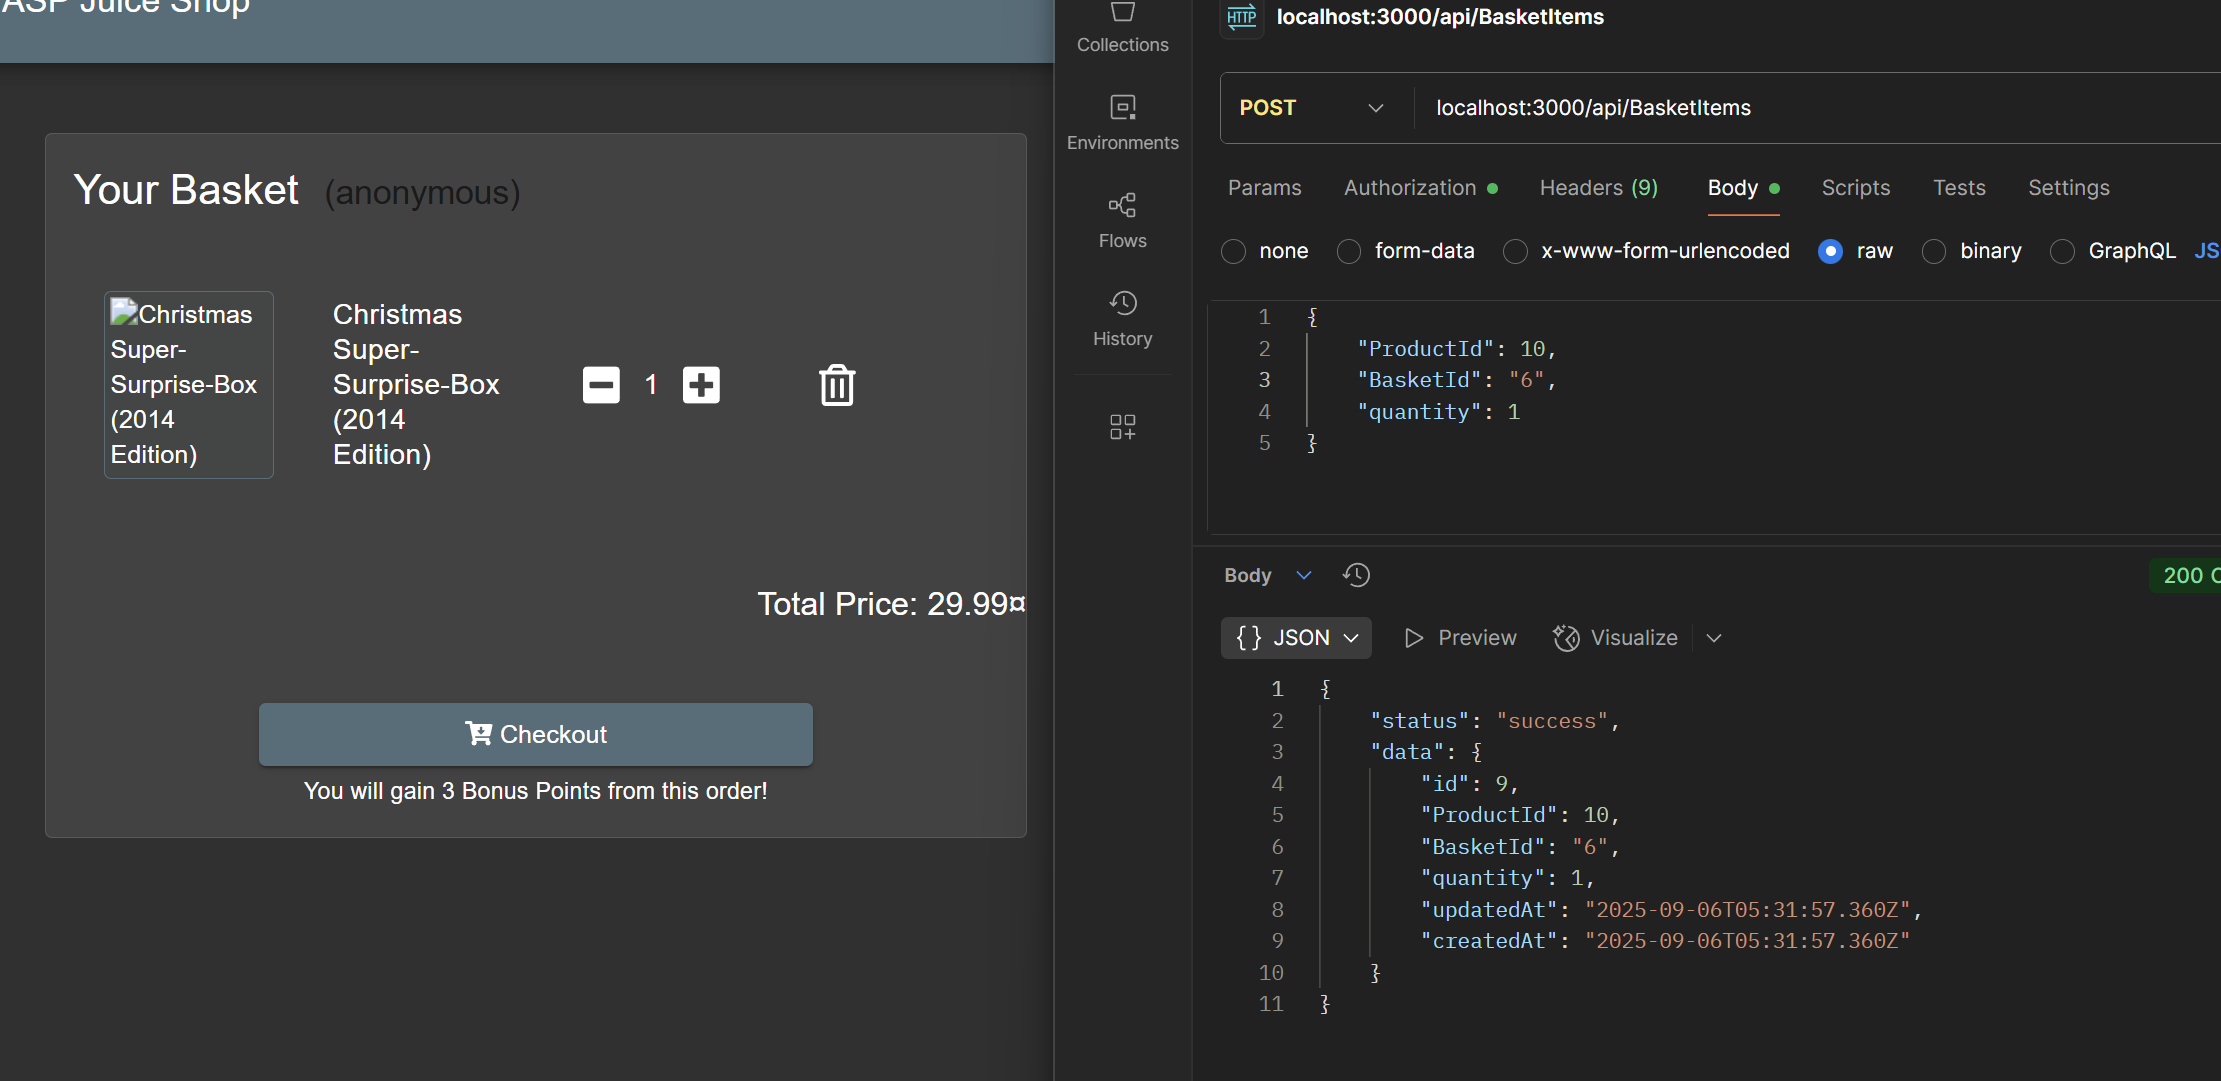 ASP Juice Shop
Your Basket (anonymous)
Christmas
Super-
Surprise-Box
(2014
Edition)
Christmas
Super-
Surprise-Box
(2014
Edition)
1
Total Price: 29.99¤
Checkout
You will gain 3 Bonus Points from this order!
Collections
Environments
Flows
History
HTTP localhost:3000/api/BasketItems
POST localhost:3000/api/BasketItems
Params Authorization Headers (9) Body Scripts Tests Settings
none form-data x-www-form-urlencoded raw binary GraphQL JS
1 {
2 "ProductId": 10,
3 "BasketId": "6",
4 "quantity": 1
5 }
Body 200 O
{} JSON Preview Visualize
1 {
2 "status": "success",
3 "data": {
4 "id": 9,
5 "ProductId": 10,
6 "BasketId": "6",
7 "quantity": 1,
8 "updatedAt": "2025-09-06T05:31:57.360Z",
9 "createdAt": "2025-09-06T05:31:57.360Z"
10 }
11 }